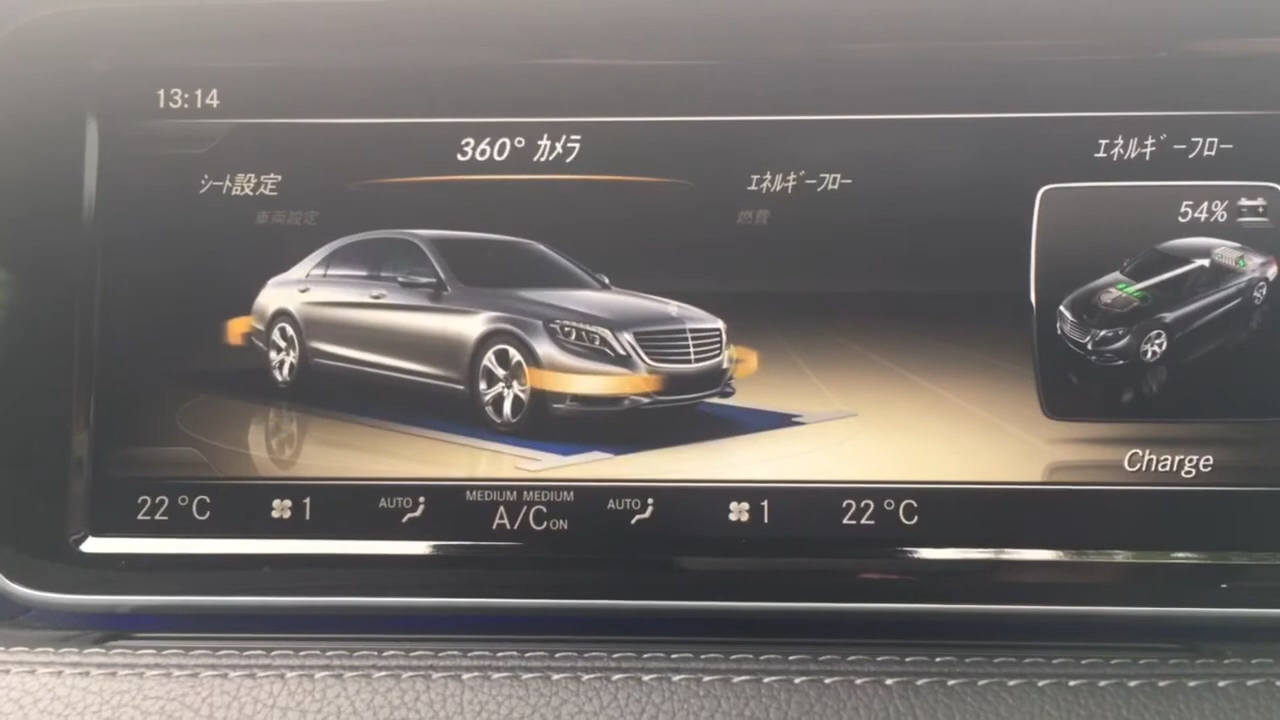 13:14
360° カメラ
シート設定
エネルギーフロー
車両設定
燃費
エネルギーフロー
54%
Charge
22°C 1 AUTO MEDIUM MEDIUM AUTO 1 22°C
A/C ON